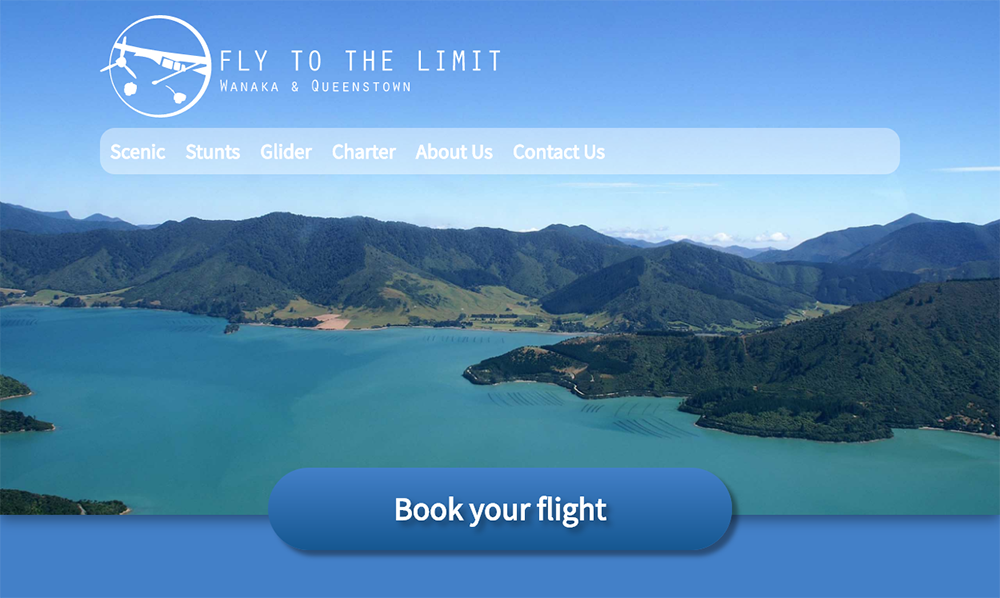 FLY TO THE LIMIT
Wanaka & Queenstown
Scenic Stunts Glider Charter About Us Contact Us
Book your flight